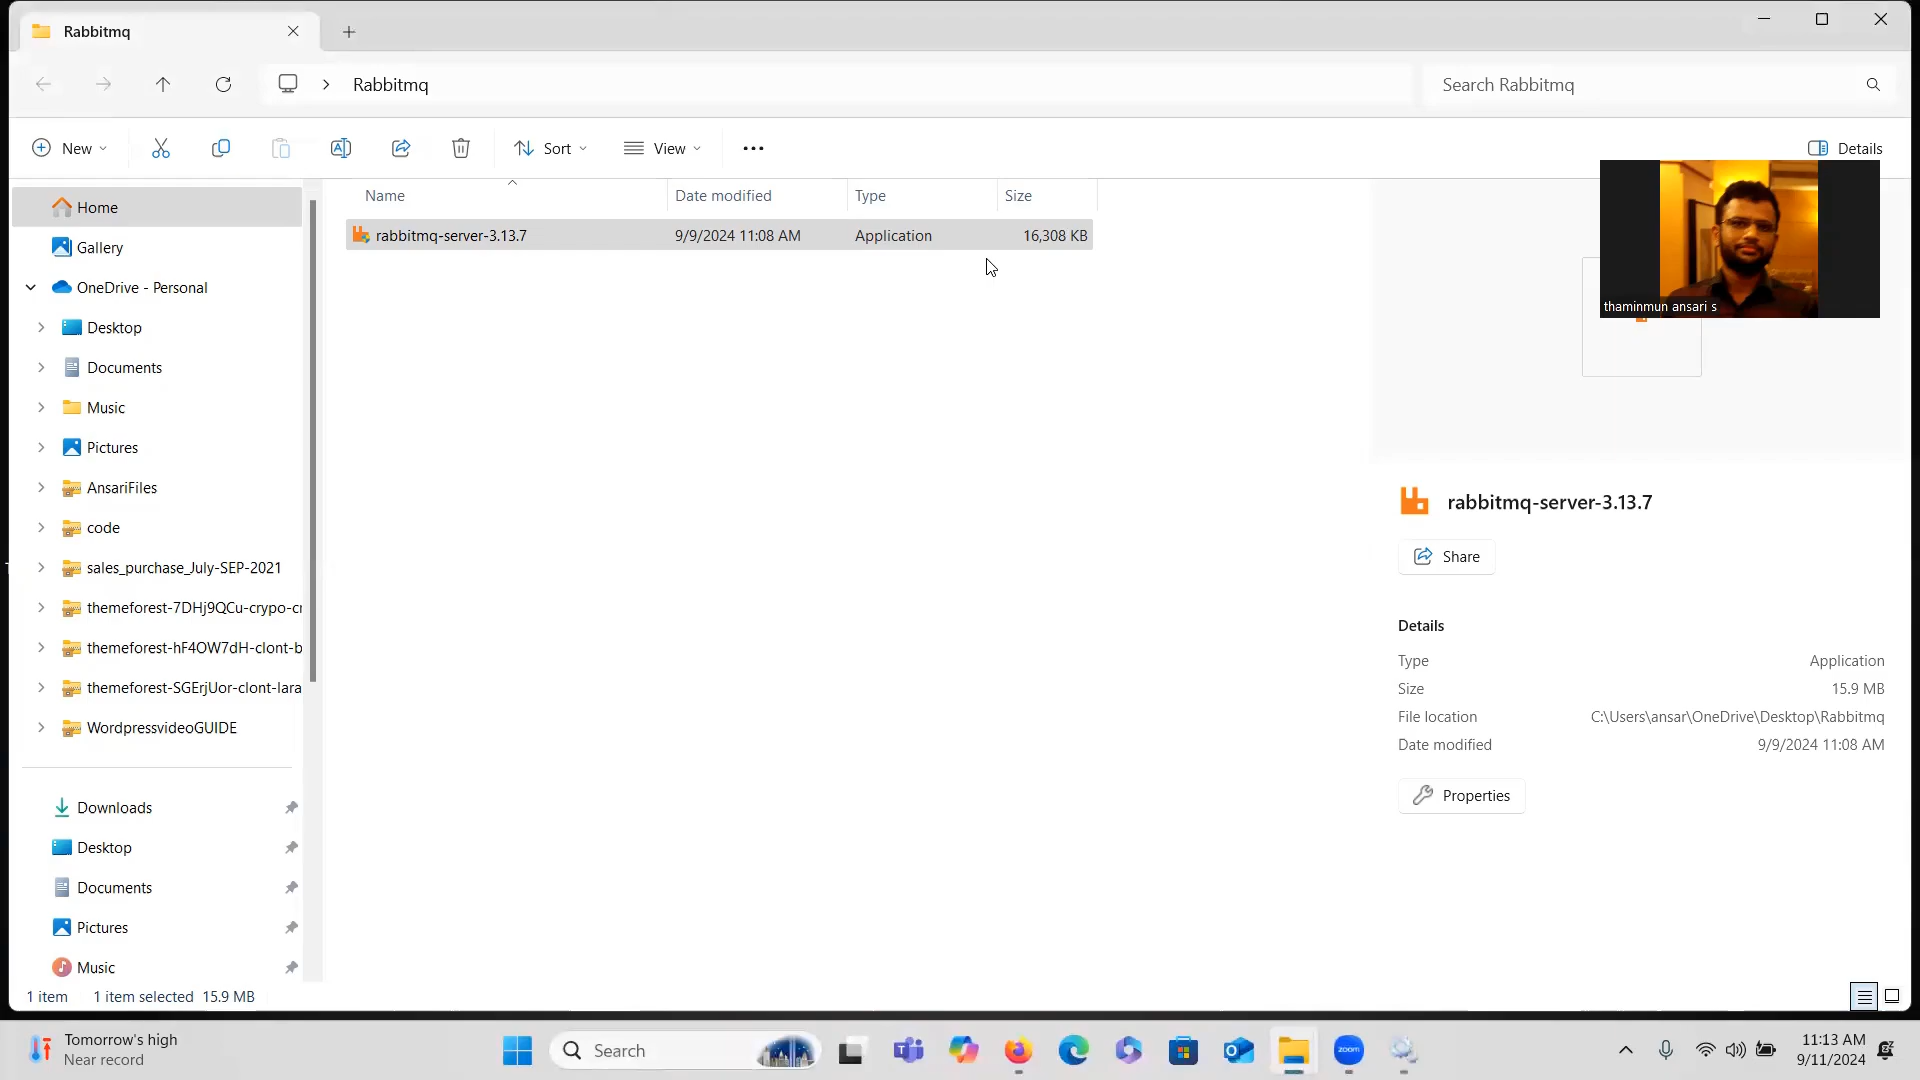 Rabbitmq
Rabbitmq
Search Rabbitmq
New
Sort
View
Details
Name
Date modified
Type
Size
rabbitmq-server-3.13.7
9/9/2024 11:08 AM
Application
16,308 KB
thaminmun ansari s
Home
Gallery
OneDrive - Personal
Desktop
Documents
Music
Pictures
AnsariFiles
code
sales_purchase_July-SEP-2021
themeforest-7DHj9QCu-crypo-cr
themeforest-hF4OW7dH-clont-b
themeforest-SGErjUor-clont-lara
WordpressvideoGUIDE
Downloads
Desktop
Documents
Pictures
Music
rabbitmq-server-3.13.7
Share
Details
Type
Application
Size
15.9 MB
File location
C:\Users\ansar\OneDrive\Desktop\Rabbitmq
Date modified
9/9/2024 11:08 AM
Properties
1 item
1 item selected 15.9 MB
Tomorrow's high
Near record
Search
zoom
11:13 AM
9/11/2024